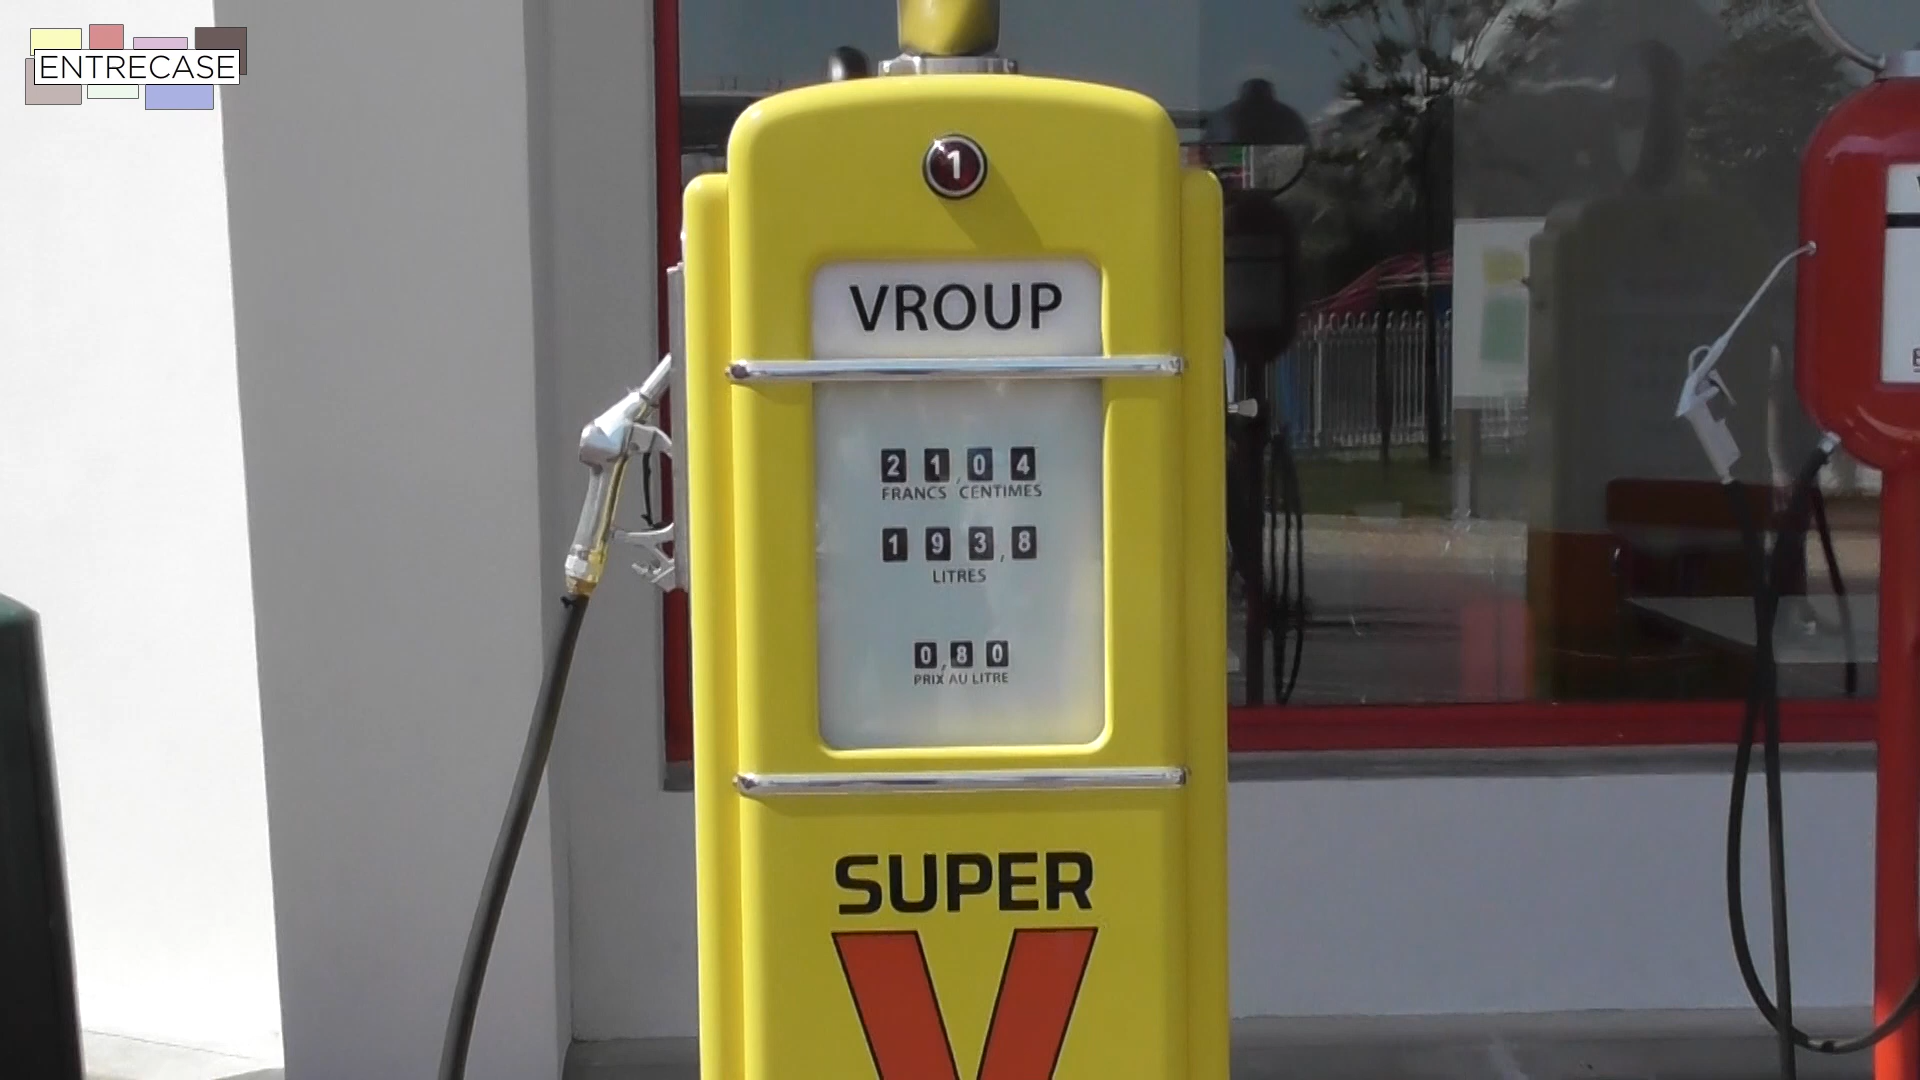 ENTRECASE
1
VROUP
21,04
FRANCS CENTIMES
193,8
LITRES
0,80
PRIX AU LITRE
SUPER
V